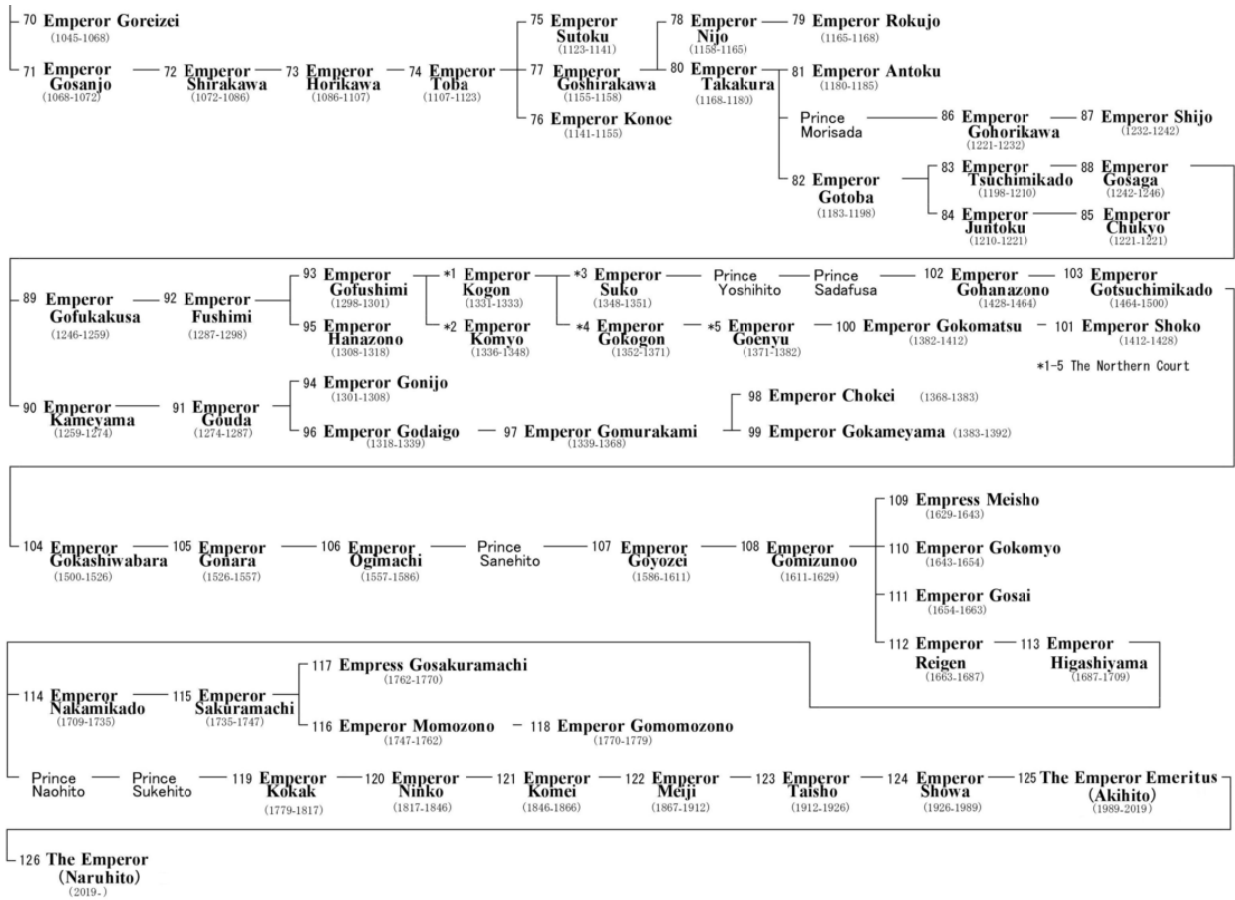 70 Emperor Goreizei
(1045-1068)
71 Emperor
Gosanjo
(1068-1072)
72 Emperor
Shirakawa
(1072-1086)
73 Emperor
Horikawa
(1086-1107)
74 Emperor
Toba
(1107-1123)
75 Emperor
Sutoku
(1123-1141)
77 Emperor
Goshirakawa
(1155-1158)
76 Emperor Konoe
(1141-1155)
78 Emperor
Nijo
(1158-1165)
79 Emperor Rokujo
(1165-1168)
80 Emperor
Takakura
(1168-1180)
81 Emperor Antoku
(1180-1185)
Prince
Morisada
86 Emperor
Gohorikawa
(1221-1232)
87 Emperor Shijo
(1232-1242)
82 Emperor
Gotoba
(1183-1198)
83 Emperor
Tsuchimikado
(1198-1210)
88 Emperor
Gosaga
(1242-1246)
84 Emperor
Juntoku
(1210-1221)
85 Emperor
Chukyo
(1221-1221)
89 Emperor
Gofukakusa
(1246-1259)
92 Emperor
Fushimi
(1287-1298)
93 Emperor
Gofushimi
(1298-1301)
95 Emperor
Hanazono
(1308-1318)
*1 Emperor
Kogon
(1331-1333)
*2 Emperor
Komyo
(1336-1348)
*3 Emperor
Suko
(1348-1351)
Prince
Yoshihito
Prince
Sadafusa
102 Emperor
Gohanazono
(1428-1464)
103 Emperor
Gotsuchimikado
(1464-1500)
*4 Emperor
Gokogon
(1352-1371)
*5 Emperor
Goenyu
(1371-1382)
100 Emperor Gokomatsu
(1382-1412)
101 Emperor Shoko
(1412-1428)
*1-5 The Northern Court
90 Emperor
Kameyama
(1259-1274)
91 Emperor
Gouda
(1274-1287)
94 Emperor Gonijo
(1301-1308)
96 Emperor Godaigo
(1318-1339)
97 Emperor Gomurakami
(1339-1368)
98 Emperor Chokei (1368-1383)
99 Emperor Gokameyama (1383-1392)
104 Emperor
Gokashiwabara
(1500-1526)
105 Emperor
Gonara
(1526-1557)
106 Emperor
Ogimachi
(1557-1586)
Prince
Sanehito
107 Emperor
Goyozei
(1586-1611)
108 Emperor
Gomizunoo
(1611-1629)
109 Empress Meisho
(1629-1643)
110 Emperor Gokomyo
(1643-1654)
111 Emperor Gosai
(1654-1663)
112 Emperor
Reigen
(1663-1687)
113 Emperor
Higashiyama
(1687-1709)
114 Emperor
Nakamikado
(1709-1735)
115 Emperor
Sakuramachi
(1735-1747)
117 Empress Gosakuramachi
(1762-1770)
116 Emperor Momozono
(1747-1762)
118 Emperor Gomomozono
(1770-1779)
Prince
Naohito
Prince
Sukehito
119 Emperor
Kokak
(1779-1817)
120 Emperor
Ninko
(1817-1846)
121 Emperor
Komei
(1846-1866)
122 Emperor
Meiji
(1867-1912)
123 Emperor
Taisho
(1912-1926)
124 Emperor
Showa
(1926-1989)
125 The Emperor Emeritus
(Akihito)
(1989-2019)
126 The Emperor
(Naruhito)
(2019-)